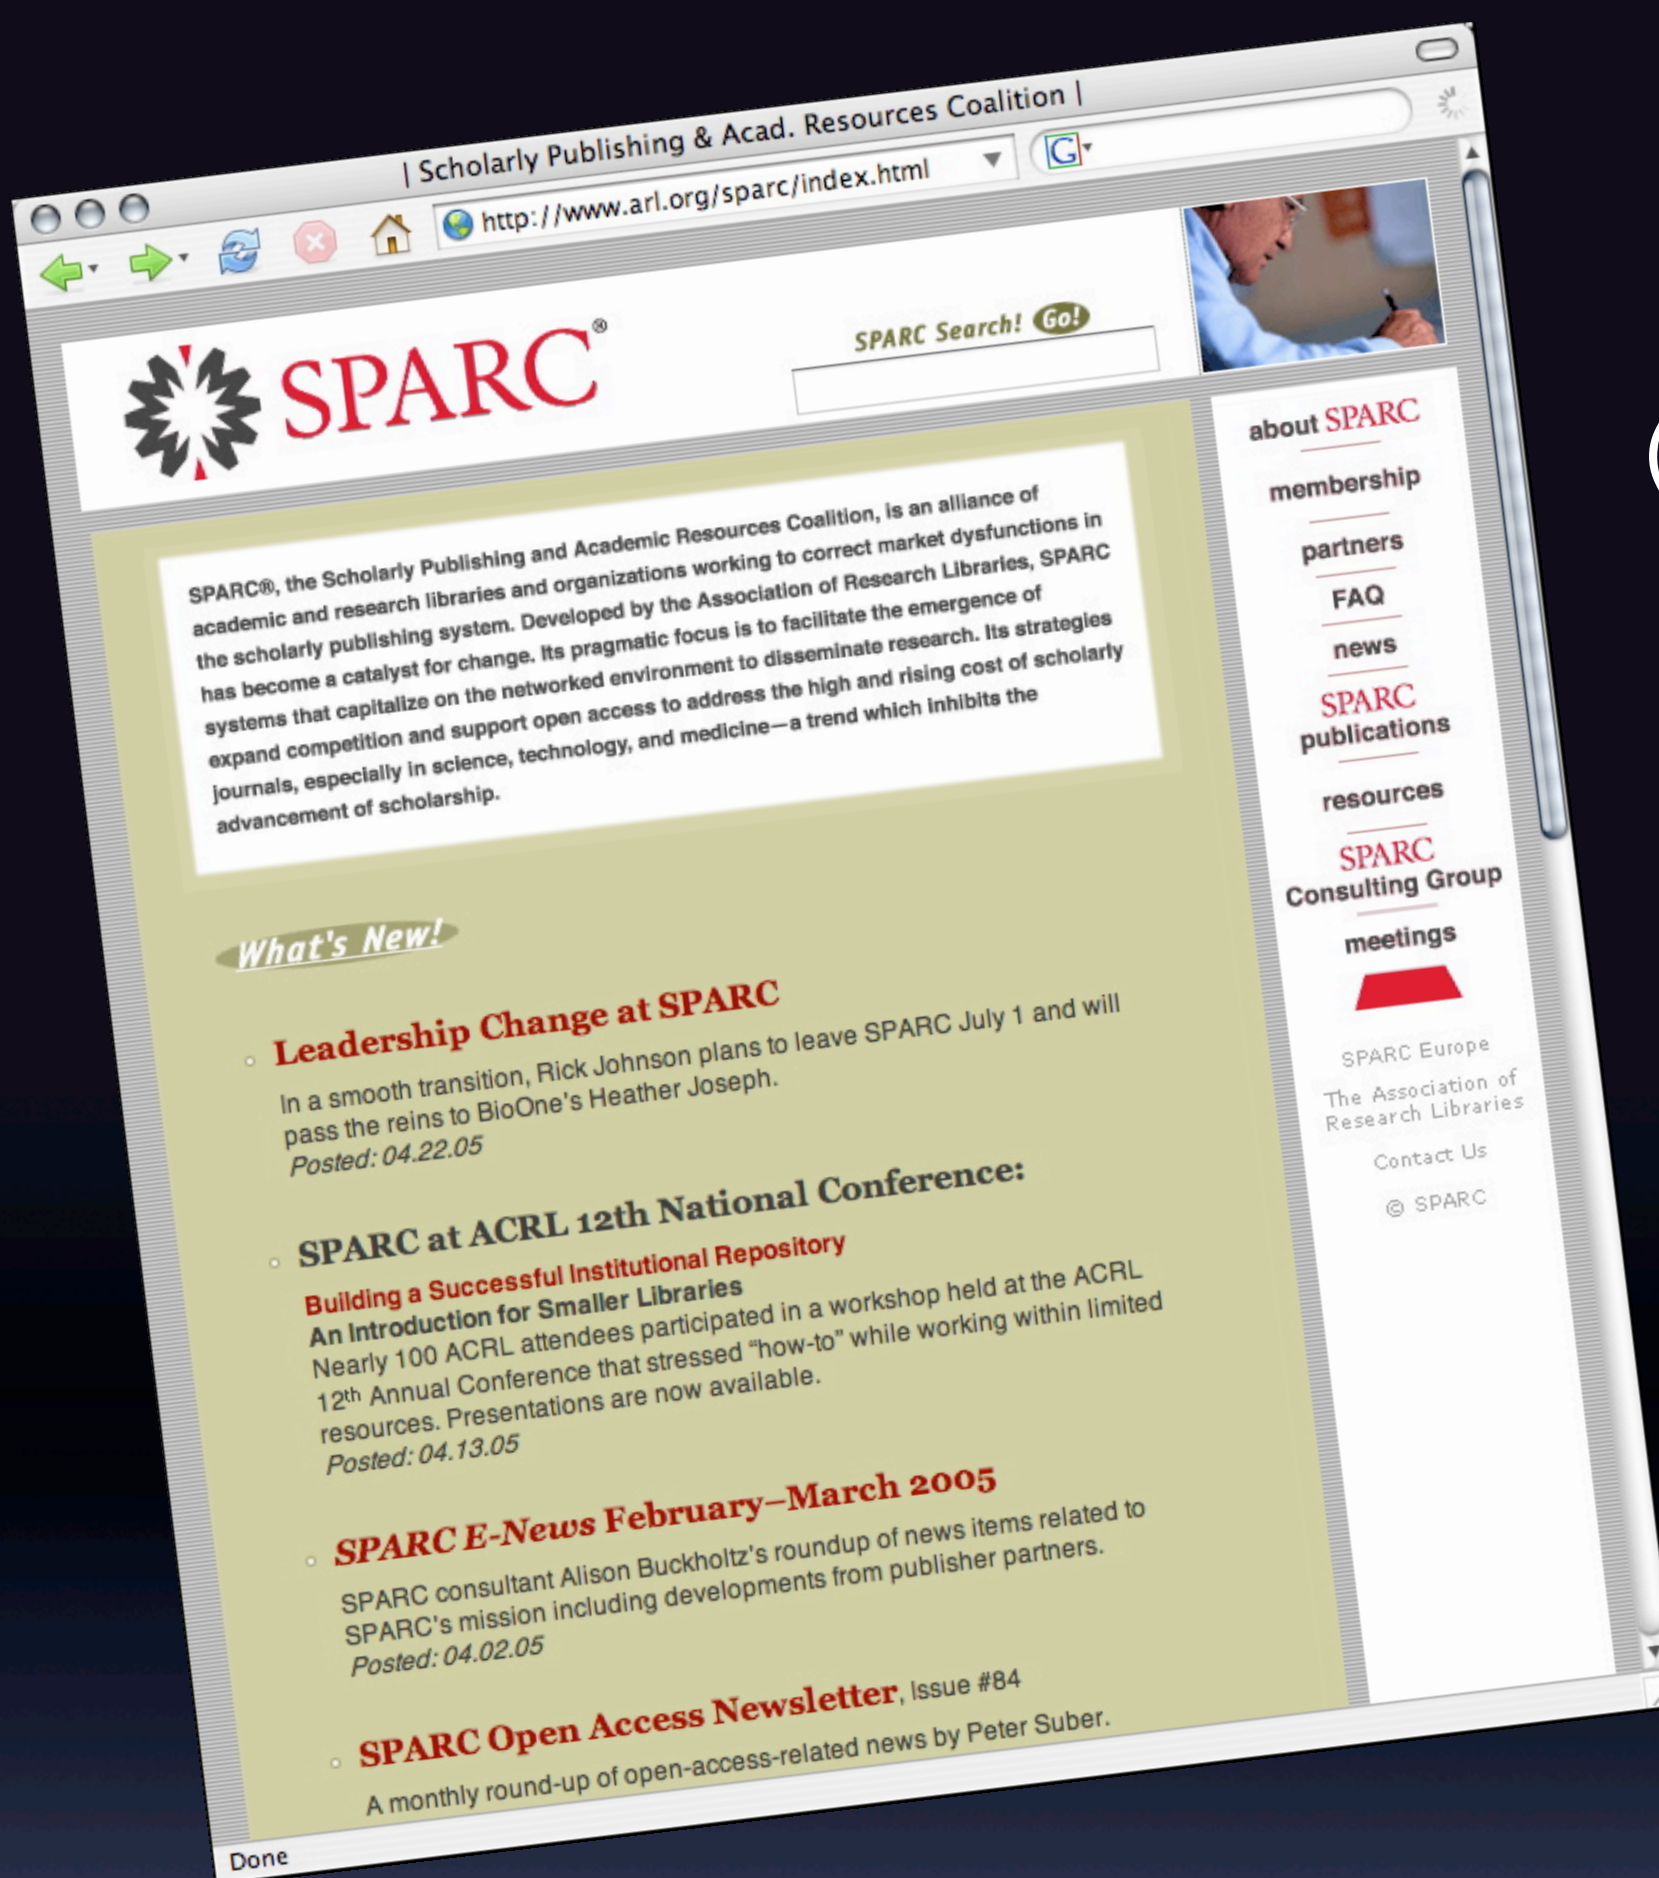 | Scholarly Publishing & Acad. Resources Coalition |
http://www.arl.org/sparc/index.html
G
SPARC®
SPARC Search! Go!
SPARC®, the Scholarly Publishing and Academic Resources Coalition, is an alliance of
academic and research libraries and organizations working to correct market dysfunctions in
the scholarly publishing system. Developed by the Association of Research Libraries, SPARC
has become a catalyst for change. Its pragmatic focus is to facilitate the emergence of
systems that capitalize on the networked environment to disseminate research. Its strategies
expand competition and support open access to address the high and rising cost of scholarly
journals, especially in science, technology, and medicine—a trend which inhibits the
advancement of scholarship.
What's New!
Leadership Change at SPARC
In a smooth transition, Rick Johnson plans to leave SPARC July 1 and will
pass the reins to BioOne's Heather Joseph.
Posted: 04.22.05
SPARC at ACRL 12th National Conference:
Building a Successful Institutional Repository
An Introduction for Smaller Libraries
Nearly 100 ACRL attendees participated in a workshop held at the ACRL
12th Annual Conference that stressed “how-to” while working within limited
resources. Presentations are now available.
Posted: 04.13.05
SPARC E-News February–March 2005
SPARC consultant Alison Buckholtz's roundup of news items related to
SPARC's mission including developments from publisher partners.
Posted: 04.02.05
SPARC Open Access Newsletter, Issue #84
A monthly round-up of open-access-related news by Peter Suber.
about SPARC
membership
partners
FAQ
news
SPARC
publications
resources
SPARC
Consulting Group
meetings
SPARC Europe
The Association of
Research Libraries
Contact Us
© SPARC
Done